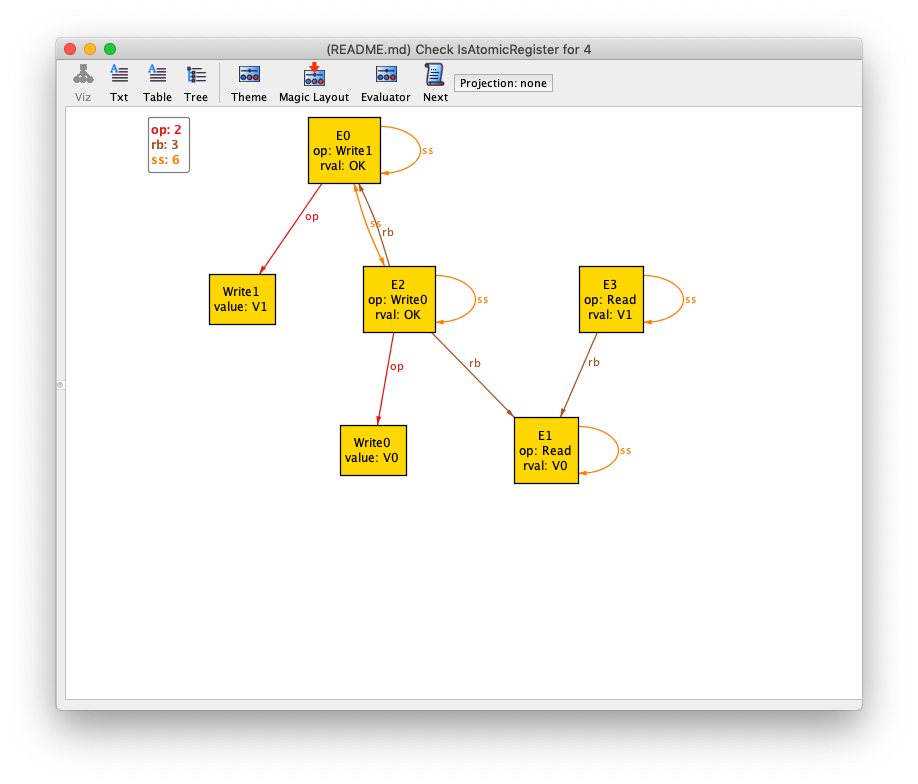 (README.md) Check IsAtomicRegister for 4
Viz Txt Table Tree Theme Magic Layout Evaluator Next Projection: none
op: 2
rb: 3
ss: 6
E0
op: Write1
rval: OK
ss
op
ss
rb
Write1
value: V1
E2
op: Write0
rval: OK
ss
E3
op: Read
rval: V1
ss
op
rb
rb
Write0
value: V0
E1
op: Read
rval: V0
ss